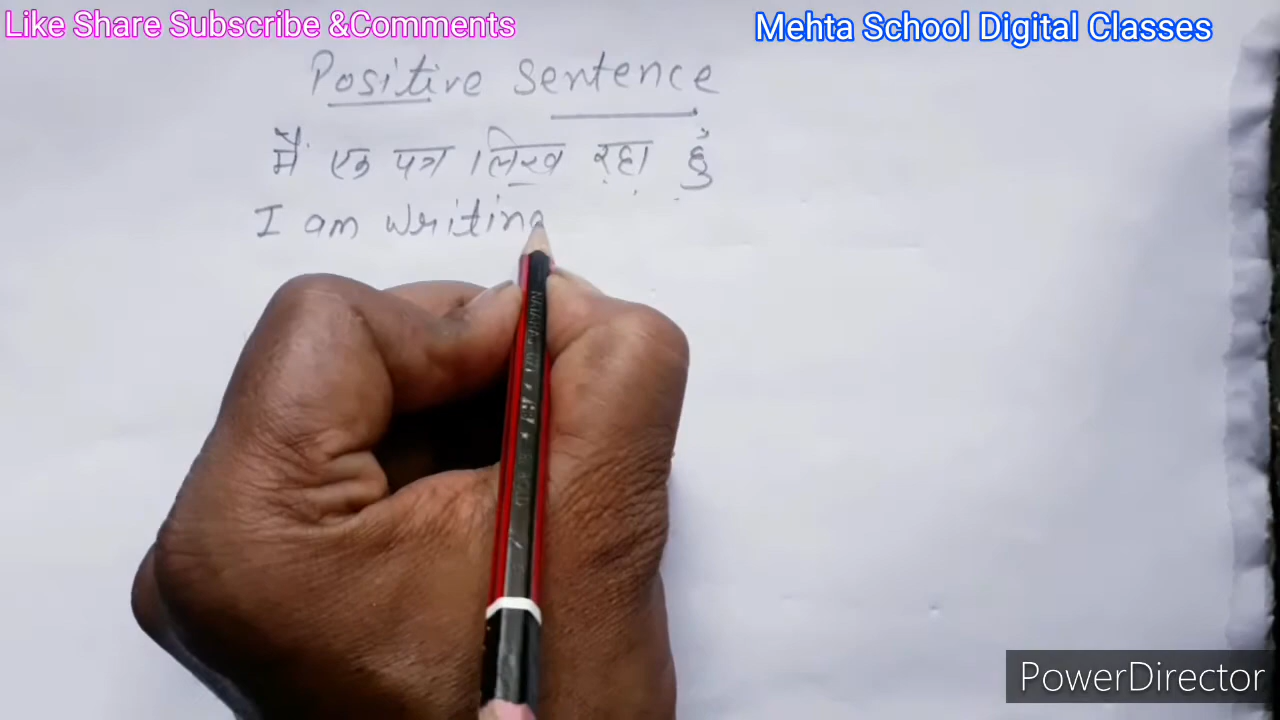 Like Share Subscribe &Comments
Mehta School Digital Classes
Positive Sentence
मैं एक पत्र लिख रहा हूँ
I am writing
PowerDirector